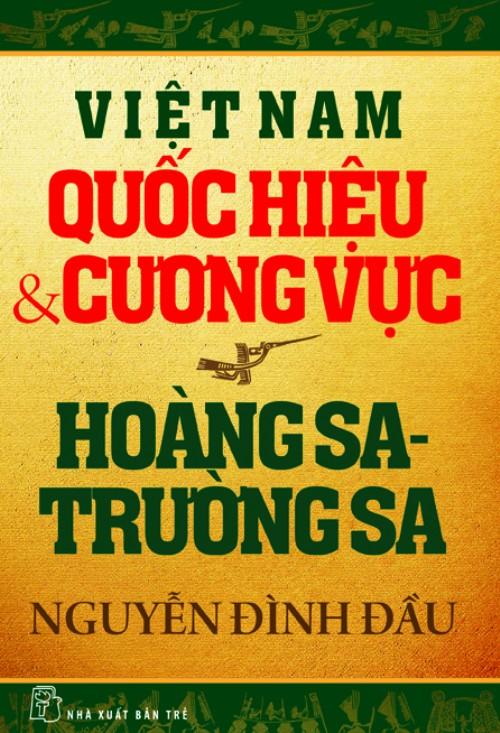 VIỆT NAM
QUỐC HIỆU
& CƯƠNG VỰC
HOÀNG SA-
TRƯỜNG SA
NGUYỄN ĐÌNH ĐẦU
NHÀ XUẤT BẢN TRẺ